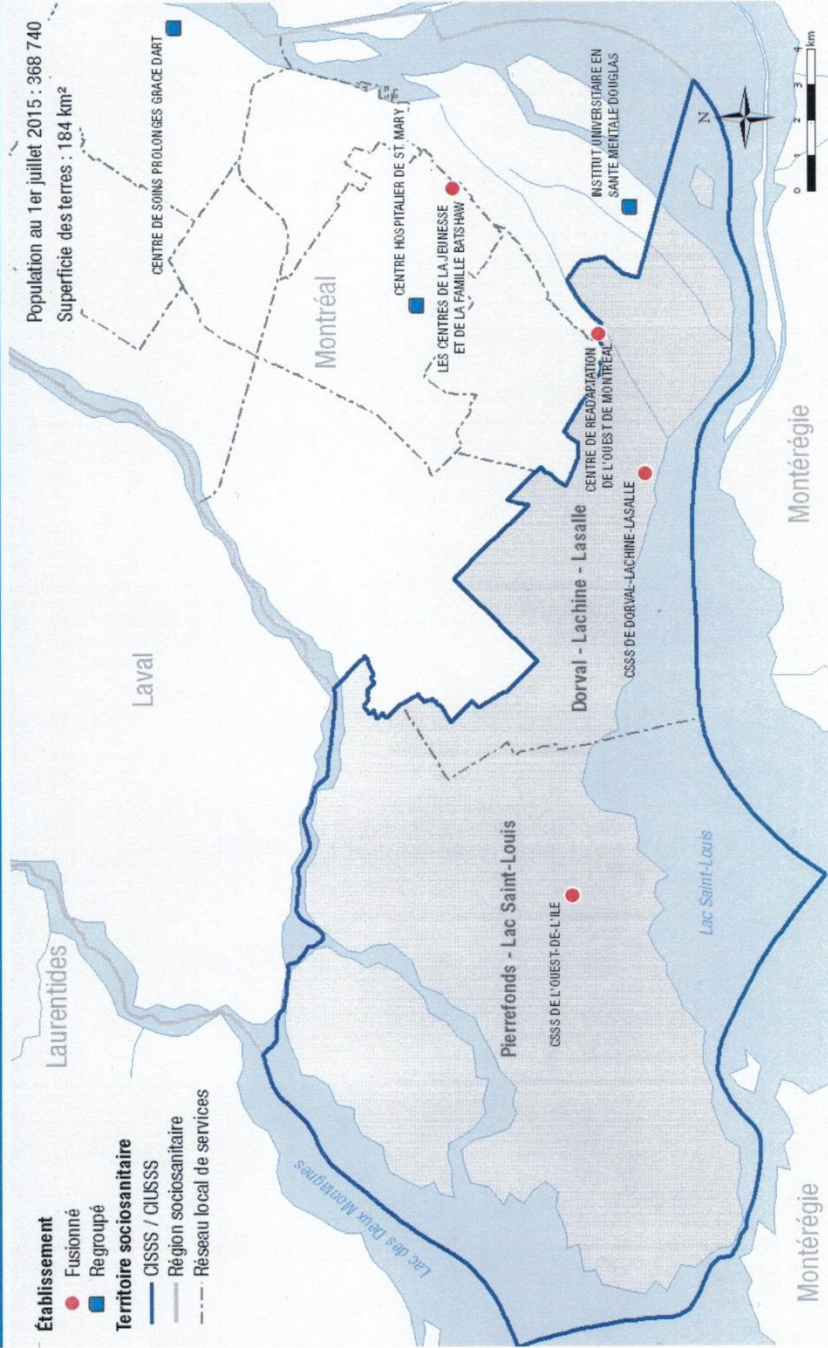 Établissement
Fusionné
Regroupé
Territoire sociosanitaire
CISSS / CIUSSS
Région sociosanitaire
Réseau local de services
Population au 1er juillet 2015 : 368 740
Superficie des terres : 184 km²
Laurentides
Laval
Montréal
CENTRE DE SOINS PROLONGES GRACE DART
CENTRE HOSPITALIER DE ST. MARY
LES CENTRES DE LA JEUNESSE
ET DE LA FAMILLE BATSHAW
INSTITUT UNIVERSITAIRE EN
SANTE MENTALE DOUGLAS
Lac des Deux Montagnes
Pierrefonds - Lac Saint-Louis
CSSS DE L'OUEST-DE-L'ILE
Dorval - Lachine - Lasalle
CENTRE DE READAPTATION
DE L'OUEST DE MONTREAL
CSSS DE DORVAL-LACHINE-LASALLE
Lac Saint-Louis
Montérégie
Montérégie
N
0 1 2 3 4
km